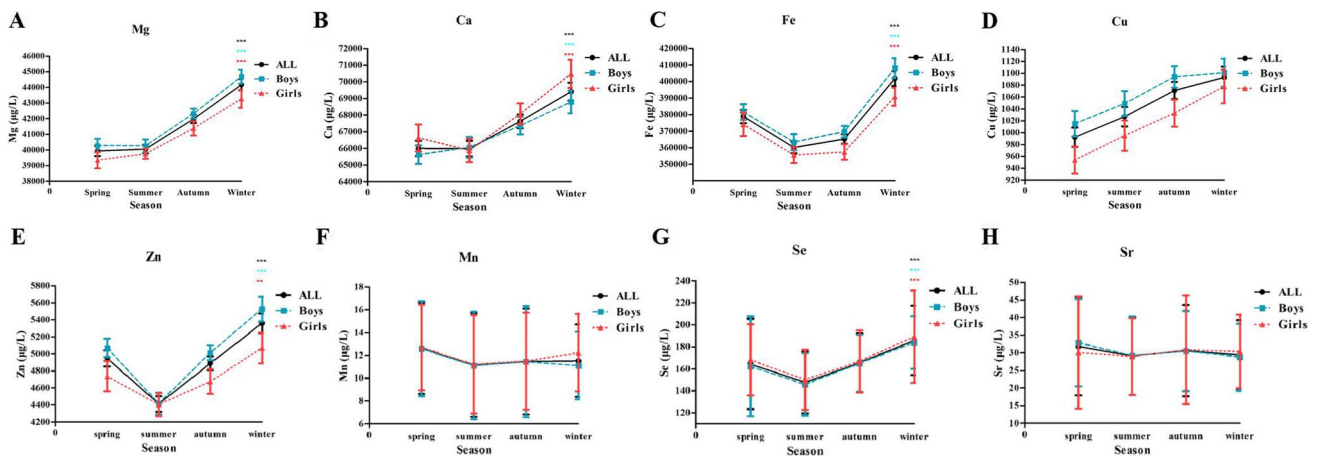 A
Mg
46000
45000
44000
43000
42000
41000
40000
39000
38000
0
Mg (µg/L)
Spring Summer Autumn Winter
Season
***
***
***
ALL
Boys
Girls
B
Ca
72000
71000
70000
69000
68000
67000
66000
65000
64000
0
Ca (µg/L)
Spring Summer Autumn Winter
Season
***
***
***
ALL
Boys
Girls
C
Fe
420000
410000
400000
390000
380000
370000
360000
350000
0
Fe (µg/L)
Spring Summer Autumn Winter
Season
***
***
***
ALL
Boys
Girls
D
Cu
1140
1120
1100
1080
1060
1040
1020
1000
980
960
940
920
0
Cu (µg/L)
spring summer autumn winter
Season
ALL
Boys
Girls
E
Zn
5800
5600
5400
5200
5000
4800
4600
4400
4200
0
Zn (µg/L)
spring summer autumn winter
Season
***
***
**
ALL
Boys
Girls
F
Mn
18
16
14
12
10
8
6
0
Mn (µg/L)
spring summer autumn winter
Season
ALL
Boys
Girls
G
Se
240
220
200
180
160
140
120
0
Se (µg/L)
spring summer autumn winter
Season
***
***
***
ALL
Boys
Girls
H
Sr
50
45
40
35
30
25
20
15
10
0
Sr (µg/L)
spring summer autumn winter
Season
ALL
Boys
Girls